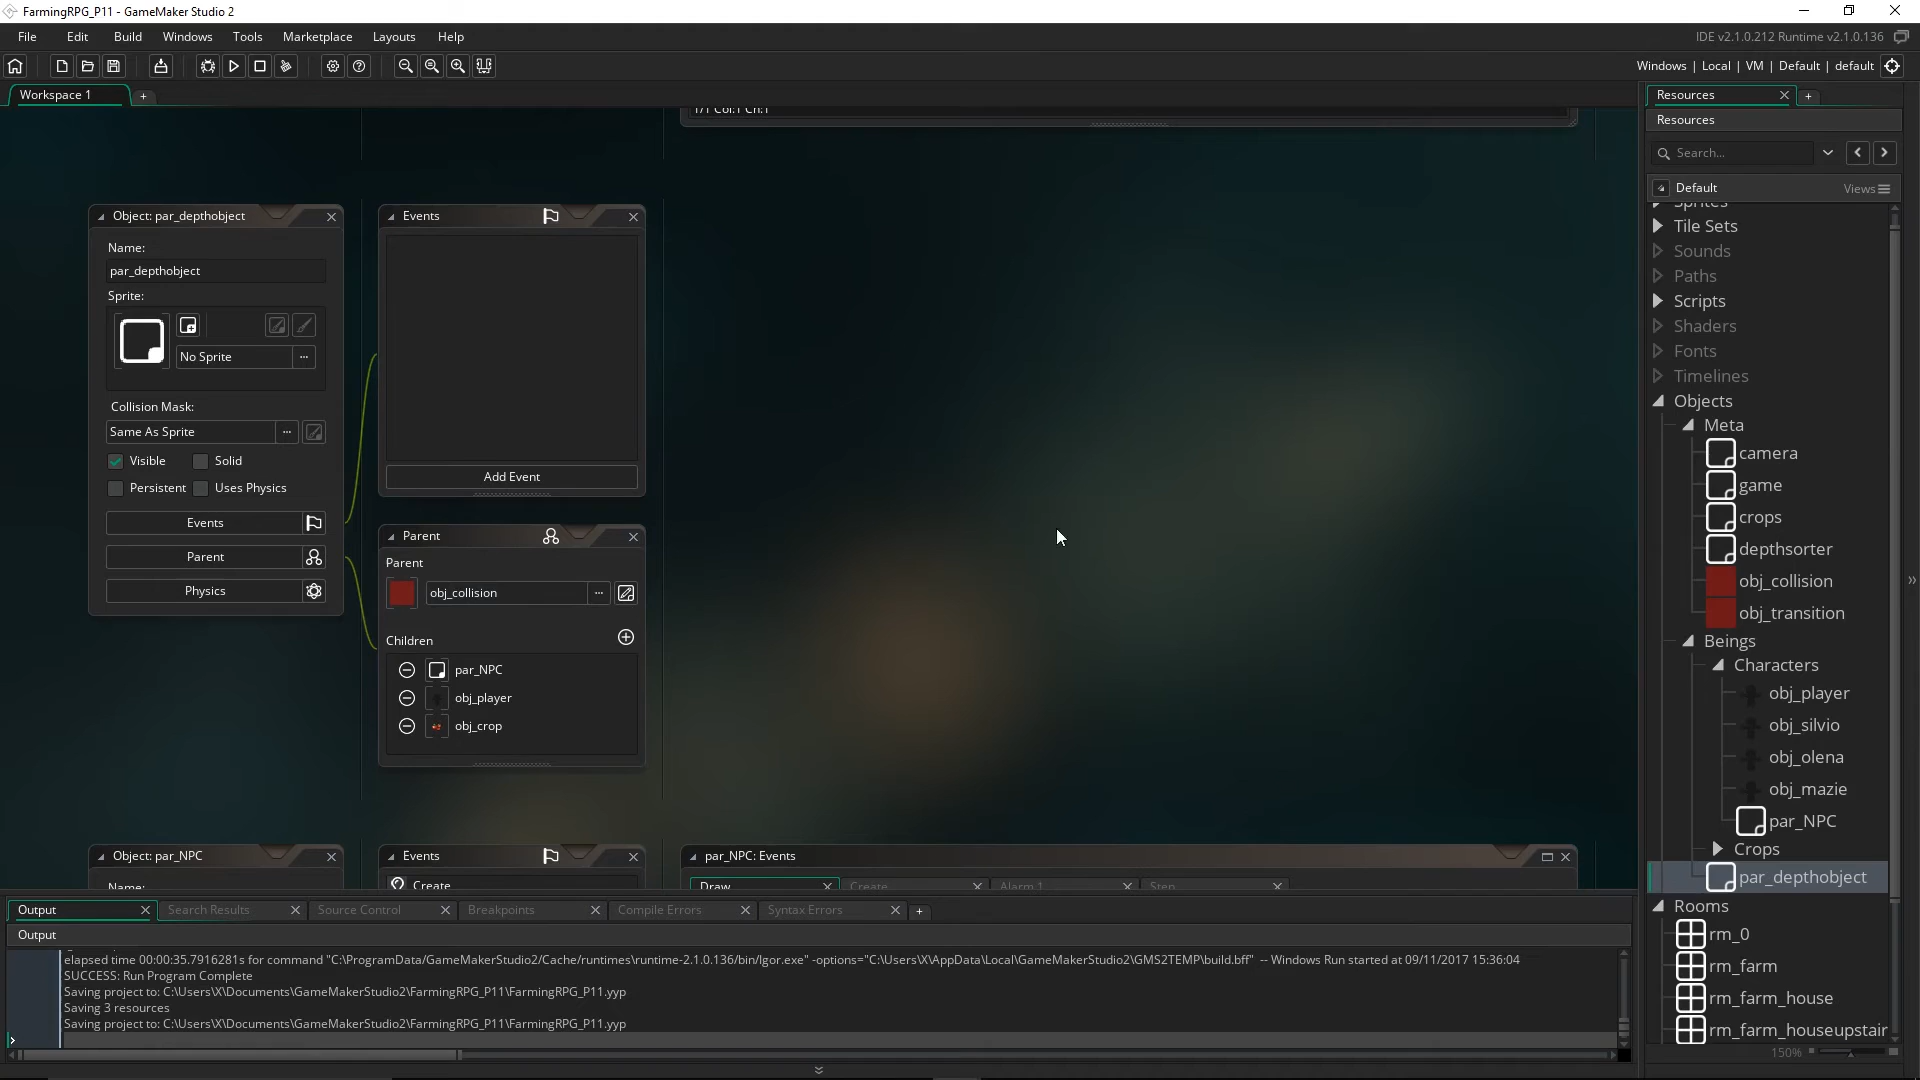 FarmingRPG_P11 - GameMaker Studio 2
File Edit Build Windows Tools Marketplace Layouts Help
IDE v2.1.0.212 Runtime v2.1.0.136
Windows | Local | VM | Default | default
Workspace 1
Resources
Resources
Search...
Default
Views
Sprites
Tile Sets
Sounds
Paths
Scripts
Shaders
Fonts
Timelines
Objects
Meta
camera
game
crops
depthsorter
obj_collision
obj_transition
Beings
Characters
obj_player
obj_silvio
obj_olena
obj_mazie
par_NPC
Crops
par_depthobject
Rooms
rm_0
rm_farm
rm_farm_house
rm_farm_houseupstair
150%
1/1 Col:1 Ch:1
Object: par_depthobject
Name:
par_depthobject
Sprite:
No Sprite
Collision Mask:
Same As Sprite
Visible
Solid
Persistent
Uses Physics
Events
Parent
Physics
Events
Add Event
Parent
Parent
obj_collision
Children
par_NPC
obj_player
obj_crop
Object: par_NPC
Name:
Events
Create
par_NPC: Events
Draw
Create
Alarm 1
Step
Output
Search Results
Source Control
Breakpoints
Compile Errors
Syntax Errors
Output
elapsed time 00:00:35.7916281s for command "C:\ProgramData/GameMakerStudio2/Cache/runtimes\runtime-2.1.0.136/bin/Igor.exe" -options="C:\Users\X\AppData\Local\GameMakerStudio2\GMS2TEMP\build.bff" -- Windows Run started at 09/11/2017 15:36:04
SUCCESS: Run Program Complete
Saving project to: C:\Users\X\Documents\GameMakerStudio2\FarmingRPG_P11\FarmingRPG_P11.yyp
Saving 3 resources
Saving project to: C:\Users\X\Documents\GameMakerStudio2\FarmingRPG_P11\FarmingRPG_P11.yyp